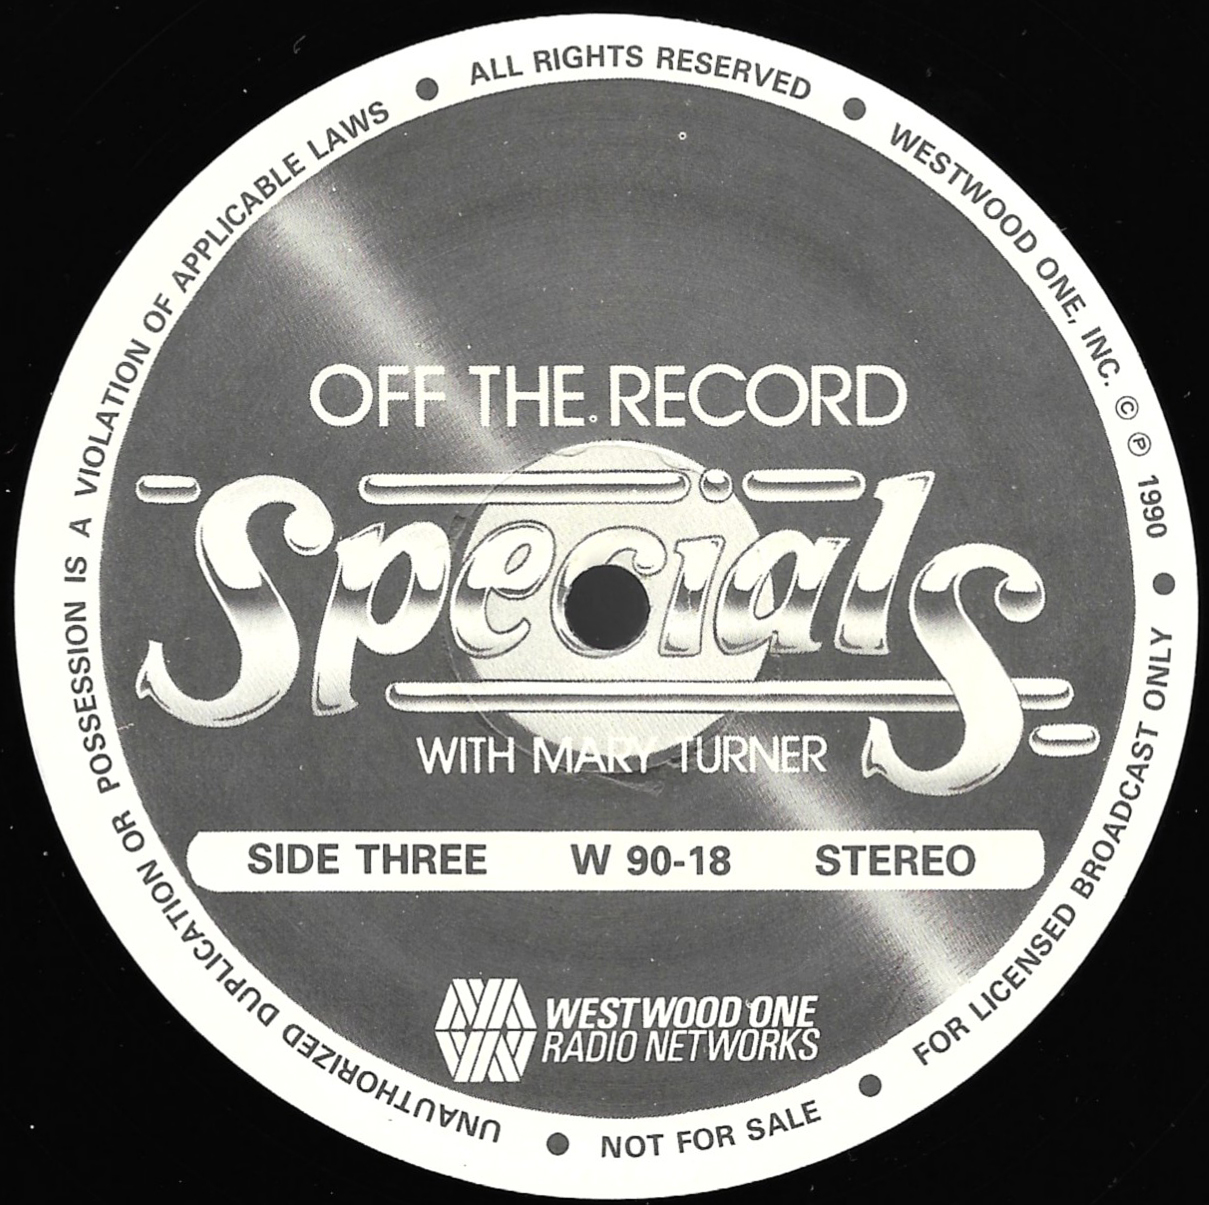 OFF THE RECORD
Specials
WITH MARY TURNER
SIDE THREE W 90-18 STEREO
WESTWOOD ONE
RADIO NETWORKS
UNAUTHORIZED DUPLICATION OR POSSESSION IS A VIOLATION OF APPLICABLE LAWS ● ALL RIGHTS RESERVED ● WESTWOOD ONE, INC. © ℗ 1990 ● FOR LICENSED BROADCAST ONLY ● NOT FOR SALE ●